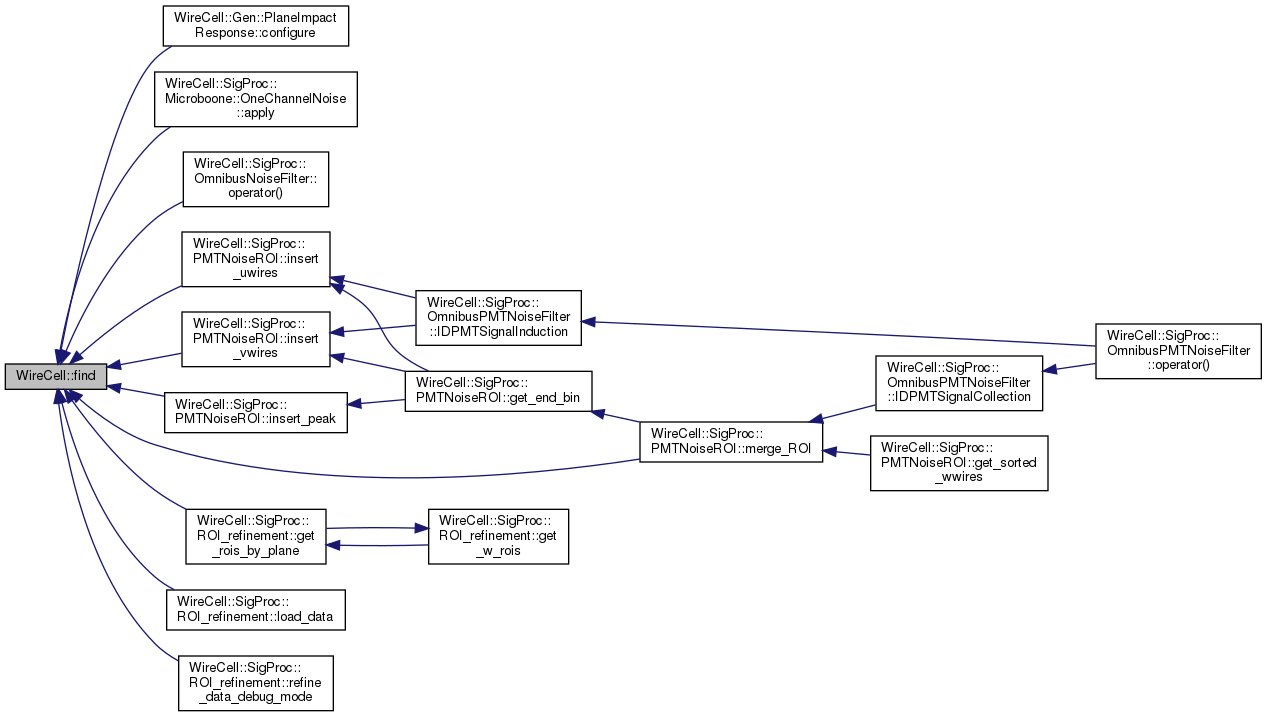 WireCell::Gen::PlaneImpact
Response::configure
WireCell::SigProc::
Microboone::OneChannelNoise
::apply
WireCell::SigProc::
OmnibusNoiseFilter::
operator()
WireCell::SigProc::
PMTNoiseROI::insert
_uwires
WireCell::SigProc::
PMTNoiseROI::insert
_vwires
WireCell::find
WireCell::SigProc::
PMTNoiseROI::insert_peak
WireCell::SigProc::
ROI_refinement::get
_rois_by_plane
WireCell::SigProc::
ROI_refinement::load_data
WireCell::SigProc::
ROI_refinement::refine
_data_debug_mode
WireCell::SigProc::
OmnibusPMTNoiseFilter
::IDPMTSignalInduction
WireCell::SigProc::
PMTNoiseROI::get_end_bin
WireCell::SigProc::
ROI_refinement::get
_w_rois
WireCell::SigProc::
PMTNoiseROI::merge_ROI
WireCell::SigProc::
OmnibusPMTNoiseFilter
::IDPMTSignalCollection
WireCell::SigProc::
PMTNoiseROI::get_sorted
_wwires
WireCell::SigProc::
OmnibusPMTNoiseFilter
::operator()